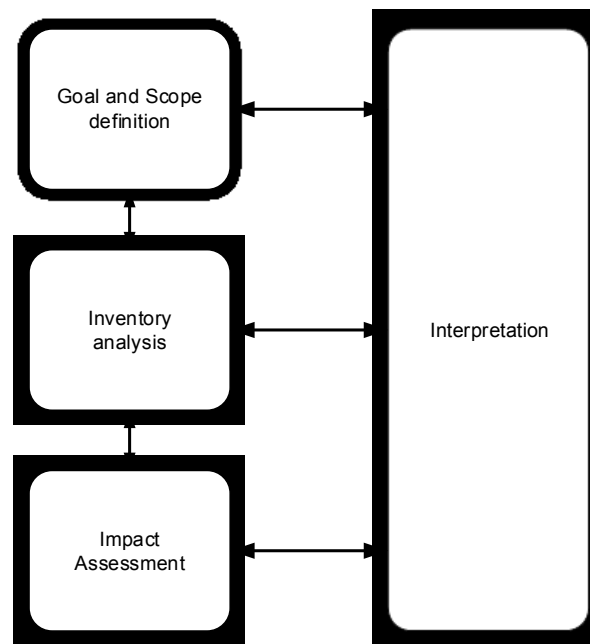 Goal and Scope
definition
Inventory
analysis
Interpretation
Impact
Assessment